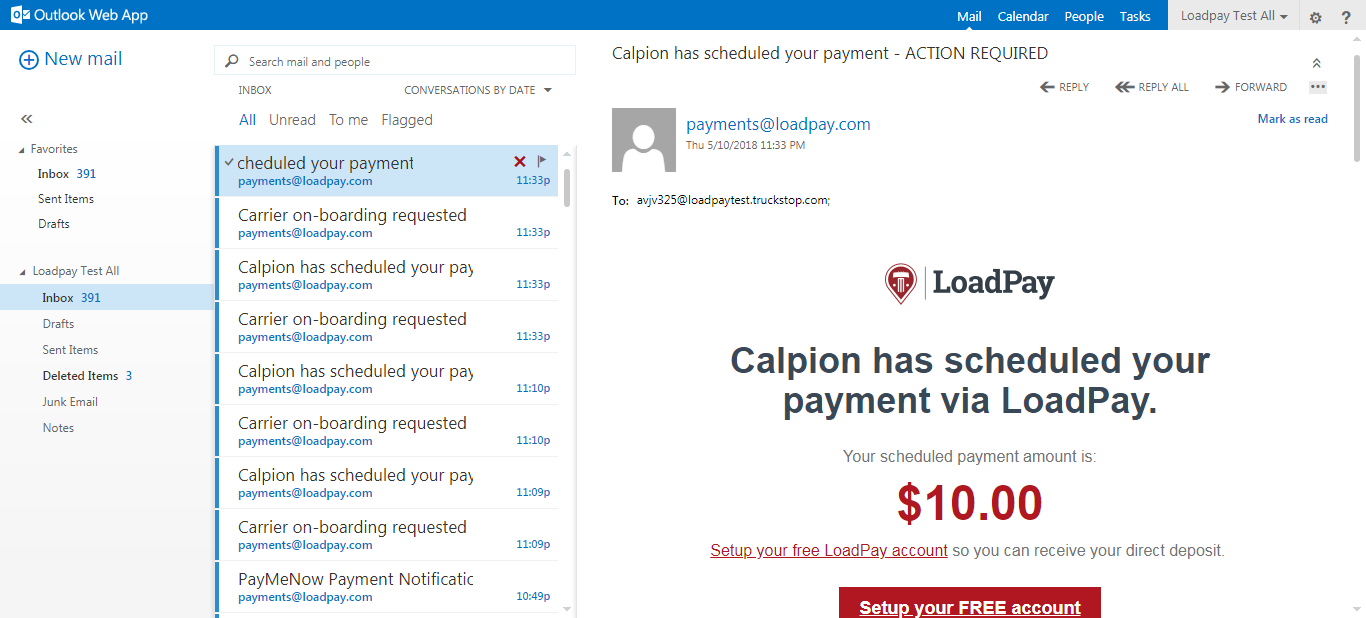 Outlook Web App
Mail Calendar People Tasks Loadpay Test All ?
New mail
Favorites
Inbox 391
Sent Items
Drafts
Loadpay Test All
Inbox 391
Drafts
Sent Items
Deleted Items 3
Junk Email
Notes
Search mail and people
INBOX CONVERSATIONS BY DATE
All Unread To me Flagged
cheduled your payment
payments@loadpay.com 11:33p
Carrier on-boarding requested
payments@loadpay.com 11:33p
Calpion has scheduled your pay
payments@loadpay.com 11:33p
Carrier on-boarding requested
payments@loadpay.com 11:33p
Calpion has scheduled your pay
payments@loadpay.com 11:10p
Carrier on-boarding requested
payments@loadpay.com 11:10p
Calpion has scheduled your pay
payments@loadpay.com 11:09p
Carrier on-boarding requested
payments@loadpay.com 11:09p
PayMeNow Payment Notificatic
payments@loadpay.com 10:49p
Calpion has scheduled your payment - ACTION REQUIRED
REPLY REPLY ALL FORWARD
payments@loadpay.com
Mark as read
Thu 5/10/2018 11:33 PM
To: avjv325@loadpaytest.truckstop.com;
LoadPay
Calpion has scheduled your
payment via LoadPay.
Your scheduled payment amount is:
$10.00
Setup your free LoadPay account so you can receive your direct deposit.
Setup your FREE account